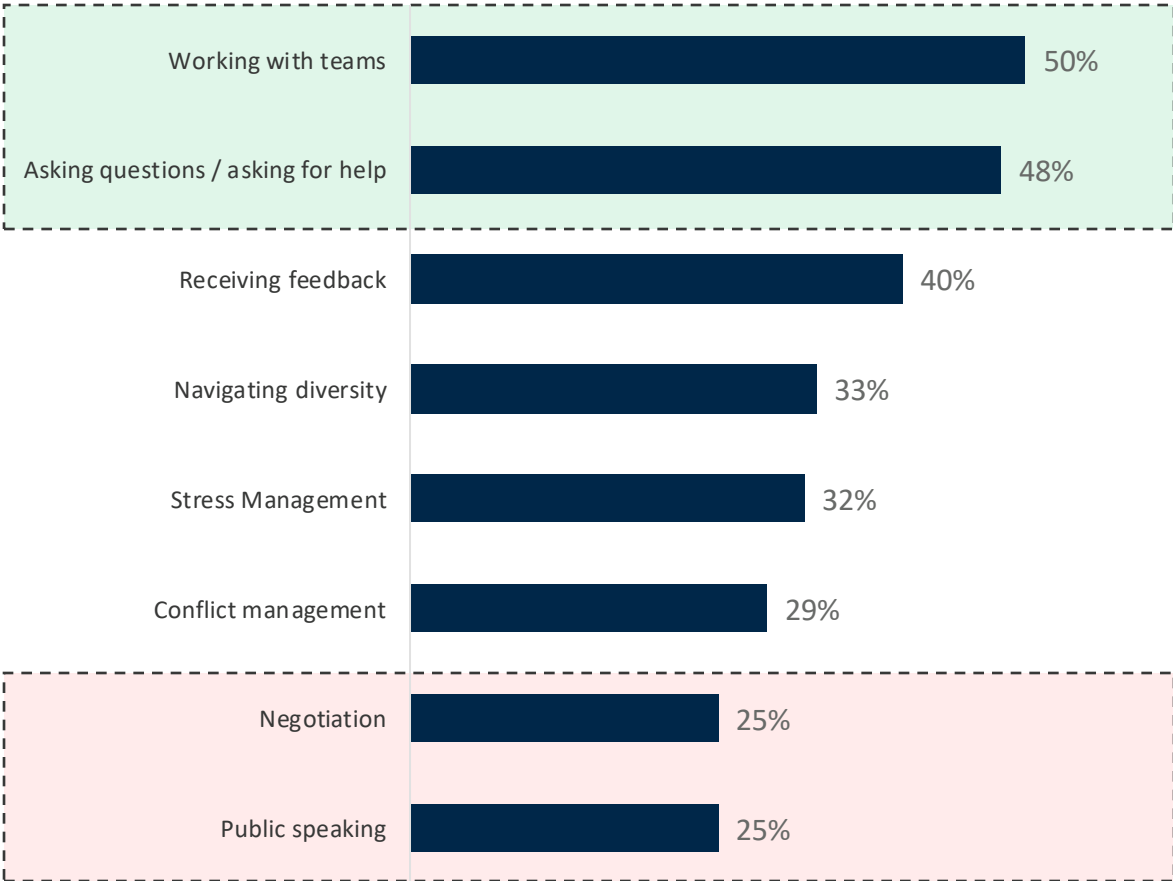 Working with teams 50%
Asking questions / asking for help 48%
Receiving feedback 40%
Navigating diversity 33%
Stress Management 32%
Conflict management 29%
Negotiation 25%
Public speaking 25%